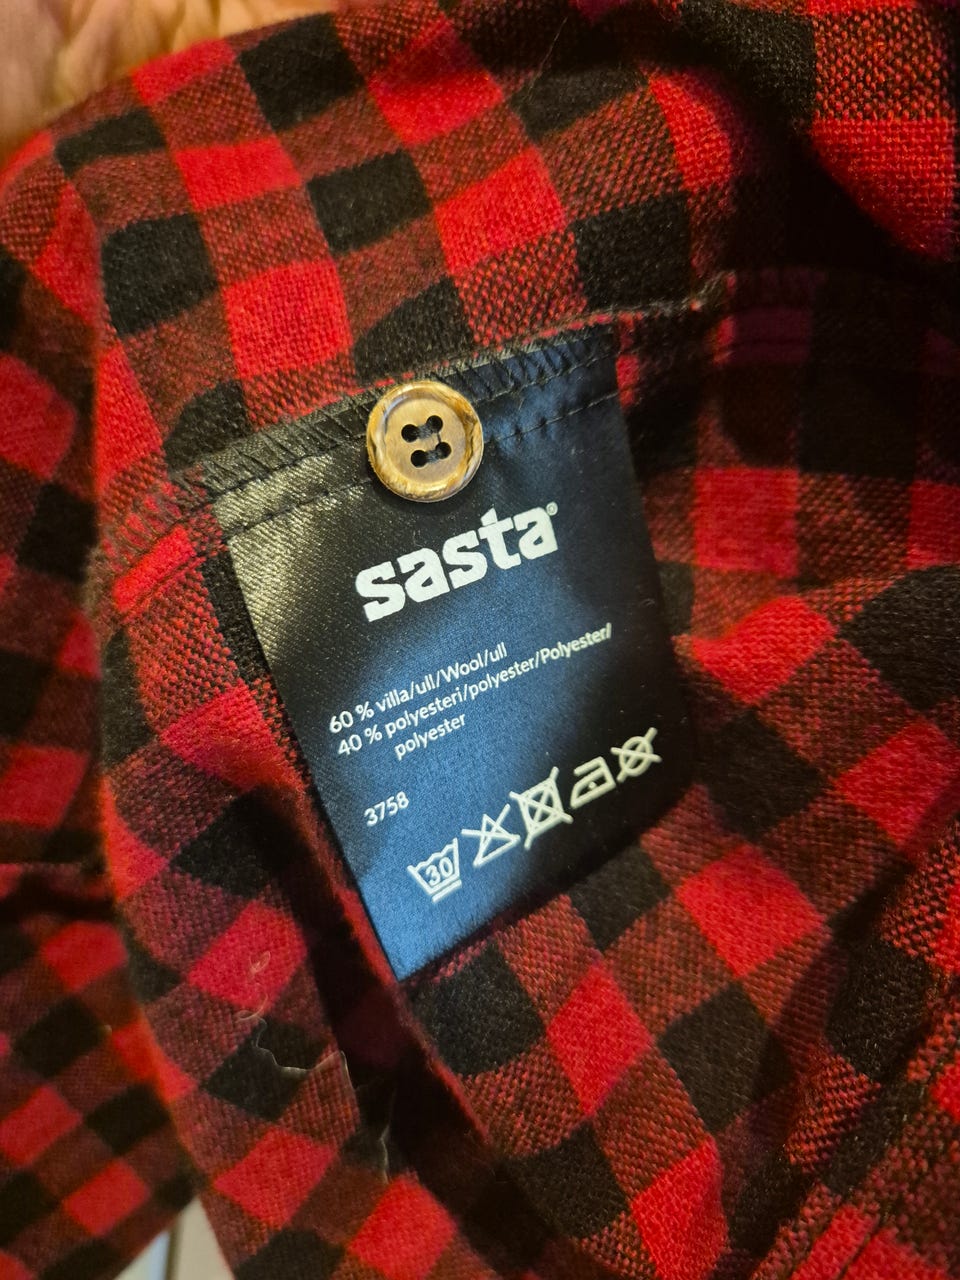 sasta®
60 % villa/ull/Wool/ull
40 % polyesteri/polyester/Polyester/
polyester
3758
30